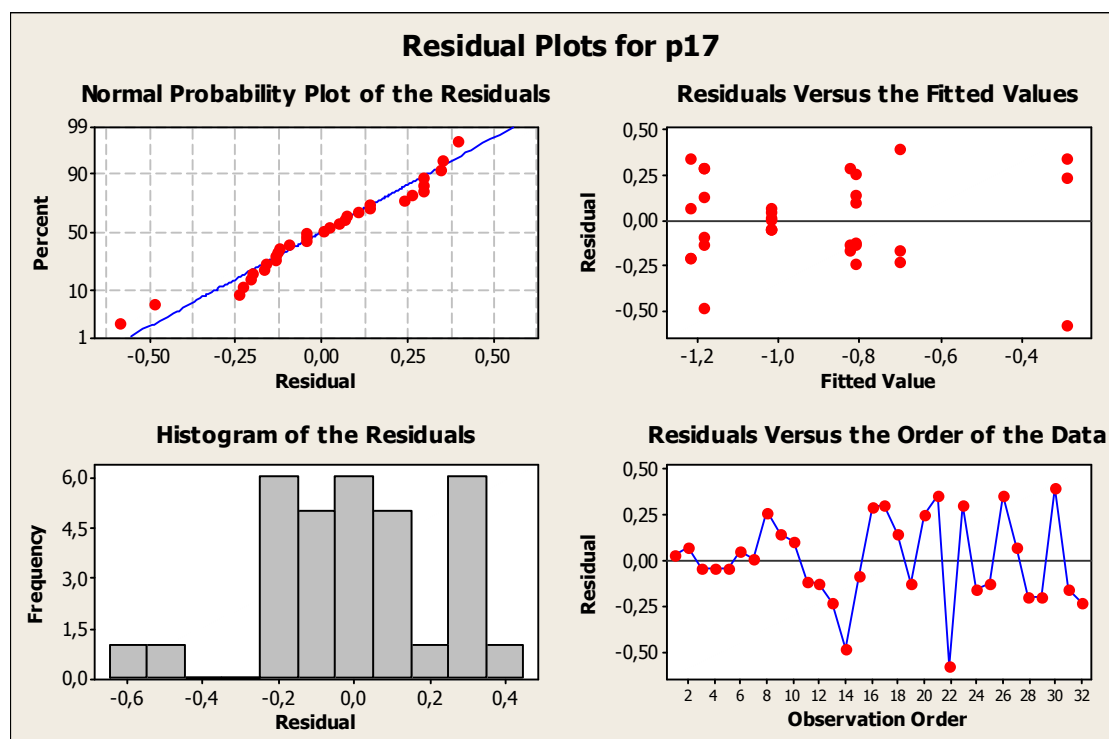 Residual Plots for p17
Normal Probability Plot of the Residuals
99
90
50
10
1
Percent
-0,50 -0,25 0,00 0,25 0,50
Residual
Residuals Versus the Fitted Values
0,50
0,25
0,00
-0,25
-0,50
Residual
-1,2 -1,0 -0,8 -0,6 -0,4
Fitted Value
Histogram of the Residuals
6,0
4,5
3,0
1,5
0,0
Frequency
-0,6 -0,4 -0,2 0,0 0,2 0,4
Residual
Residuals Versus the Order of the Data
0,50
0,25
0,00
-0,25
-0,50
Residual
2 4 6 8 10 12 14 16 18 20 22 24 26 28 30 32
Observation Order